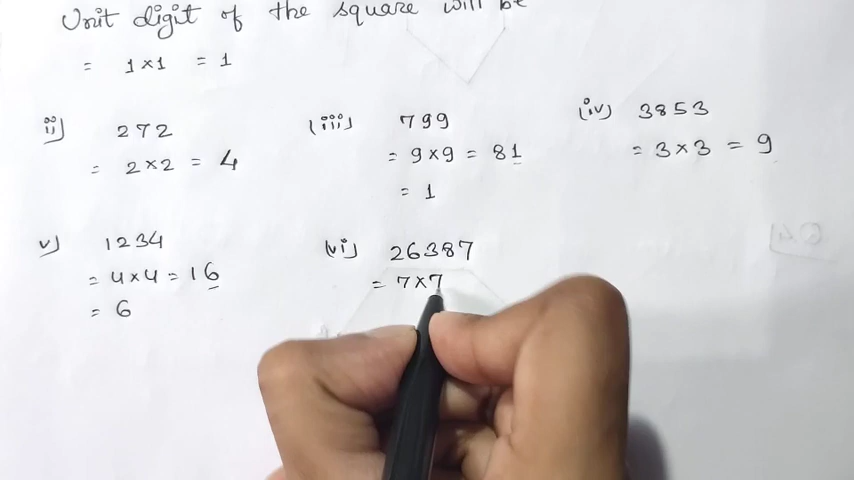 Unit digit of the square will be
= 1×1 = 1
ii) 272
= 2×2 = 4
(iii) 799
= 9×9 = 81
= 1
(iv) 3853
= 3×3 = 9
v) 1234
= 4×4 = 16
= 6
(vi) 26387
= 7×7